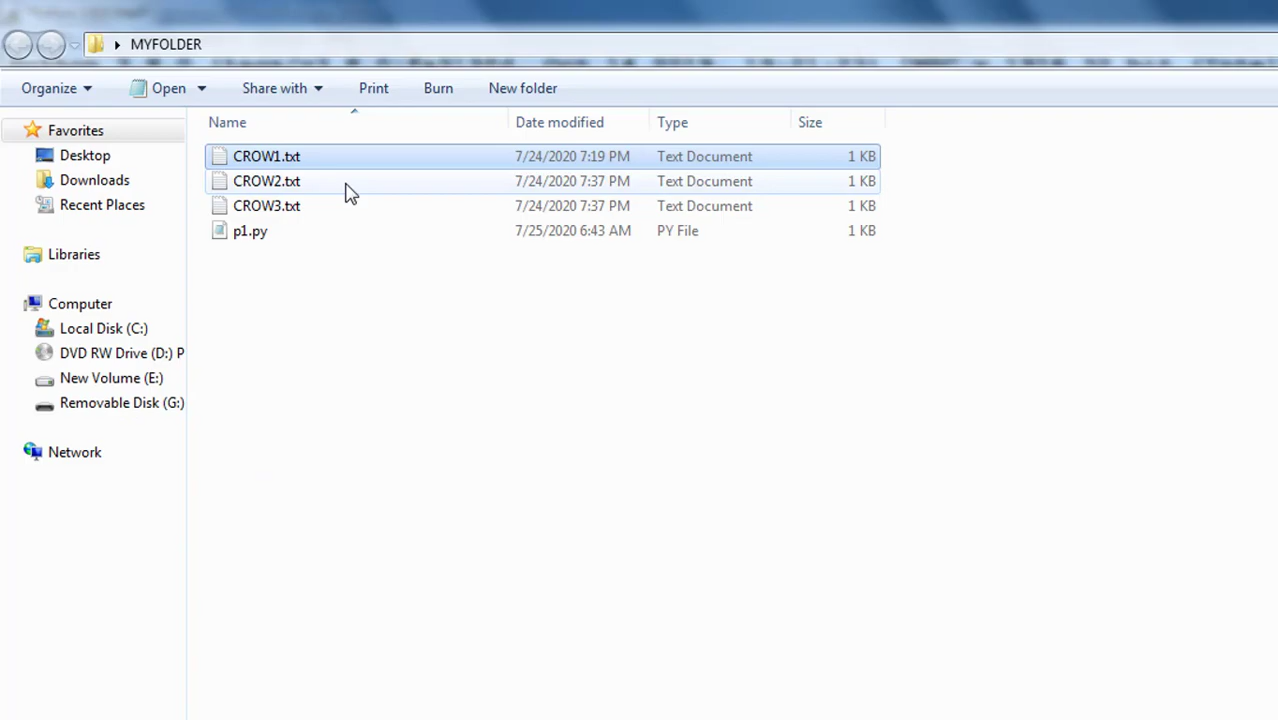 MYFOLDER
Organize Open Share with Print Burn New folder
Name Date modified Type Size
Favorites
Desktop
Downloads
Recent Places
Libraries
Computer
Local Disk (C:)
DVD RW Drive (D:) P
New Volume (E:)
Removable Disk (G:)
Network
CROW1.txt 7/24/2020 7:19 PM Text Document 1 KB
CROW2.txt 7/24/2020 7:37 PM Text Document 1 KB
CROW3.txt 7/24/2020 7:37 PM Text Document 1 KB
p1.py 7/25/2020 6:43 AM PY File 1 KB